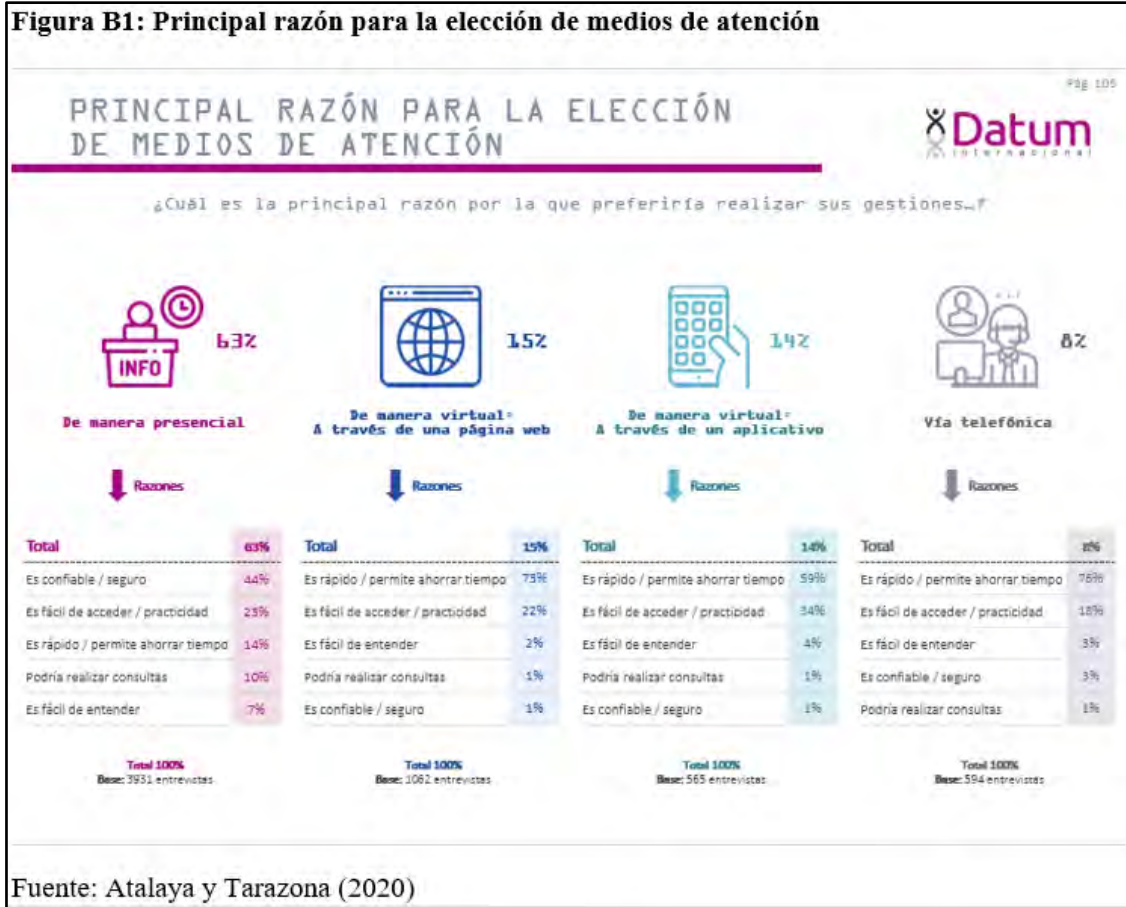 Figura B1: Principal razón para la elección de medios de atención
Pág 105
PRINCIPAL RAZÓN PARA LA ELECCIÓN
DE MEDIOS DE ATENCIÓN
Datum
internacional
¿Cuál es la principal razón por la que preferiría realizar sus gestiones…?
INFO
63%
De manera presencial
Razones
Total 63%
Es confiable / seguro 44%
Es fácil de acceder / practicidad 23%
Es rápido / permite ahorrar tiempo 14%
Podría realizar consultas 10%
Es fácil de entender 7%
Total 100%
Base: 3931 entrevistas
15%
De manera virtual:
A través de una página web
Razones
Total 15%
Es rápido / permite ahorrar tiempo 73%
Es fácil de acceder / practicidad 22%
Es fácil de entender 2%
Podría realizar consultas 1%
Es confiable / seguro 1%
Total 100%
Base: 1062 entrevistas
14%
De manera virtual:
A través de un aplicativo
Razones
Total 14%
Es rápido / permite ahorrar tiempo 59%
Es fácil de acceder / practicidad 34%
Es fácil de entender 4%
Podría realizar consultas 1%
Es confiable / seguro 1%
Total 100%
Base: 565 entrevistas
8%
Vía telefónica
Razones
Total 8%
Es rápido / permite ahorrar tiempo
Es fácil de acceder / practicidad 18%
Es fácil de entender 3%
Es confiable / seguro 3%
Podría realizar consultas 1%
Total 100%
Base: 594 entrevistas
Fuente: Atalaya y Tarazona (2020)